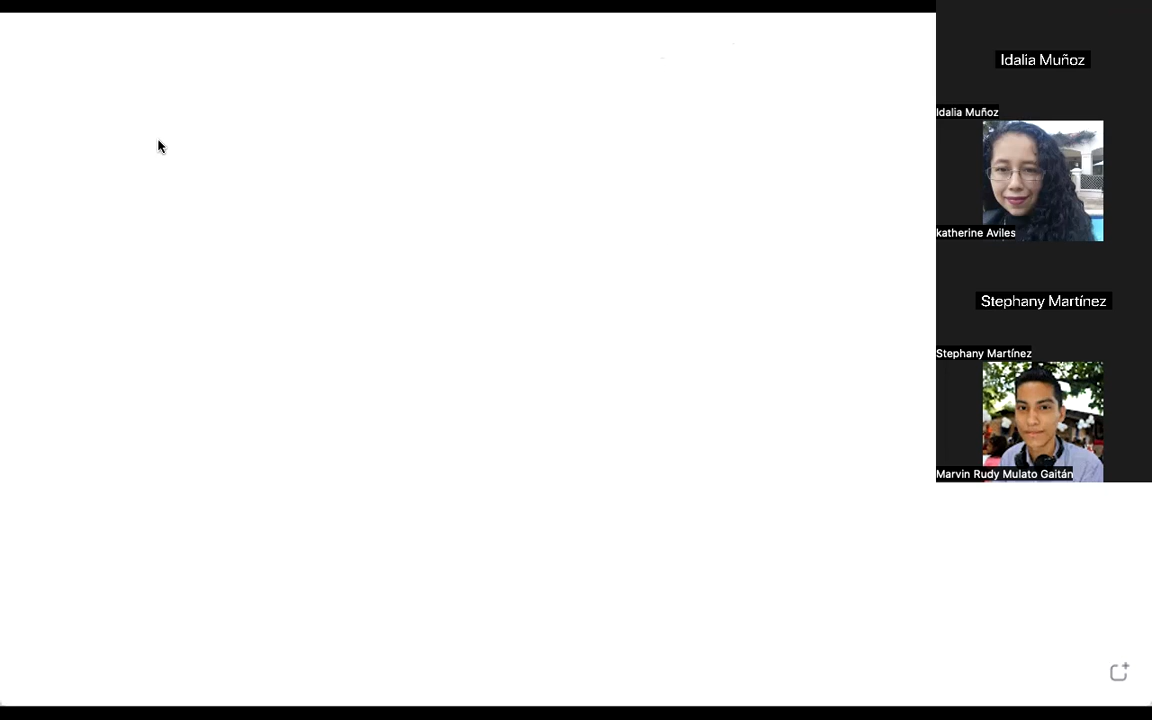 Idalia Muñoz
Idalia Muñoz
katherine Aviles
Stephany Martínez
Stephany Martínez
Marvin Rudy Mulato Gaitán